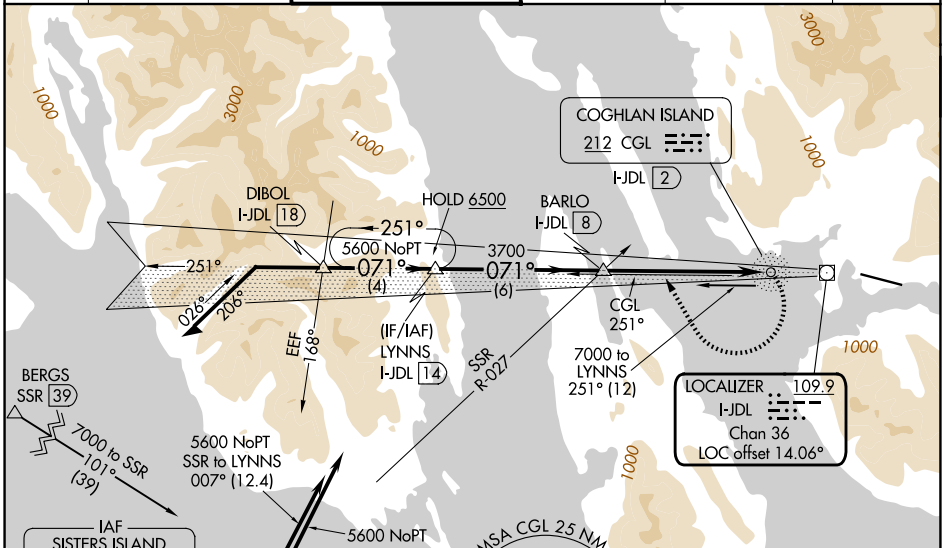 3000
1000
3000
1000
1000
COGHLAN ISLAND
212 CGL
I-JDL 2
DIBOL
I-JDL 18
HOLD 6500
BARLO
I-JDL 8
251°
5600 NoPT
3700
251°
071°
(4)
071°
(6)
026°
206°
CGL
251°
EEF
168°
(IF/IAF)
LYNNS
I-JDL 14
SSR
R-027
7000 to
LYNNS
251° (12)
1000
BERGS
SSR 39
LOCALIZER 109.9
I-JDL
Chan 36
LOC offset 14.06°
7000 to SSR
101°
(39)
5600 NoPT
SSR to LYNNS
007° (12.4)
1000
IAF
SISTERS ISLAND
5600 NoPT
MSA CGL 25 NM